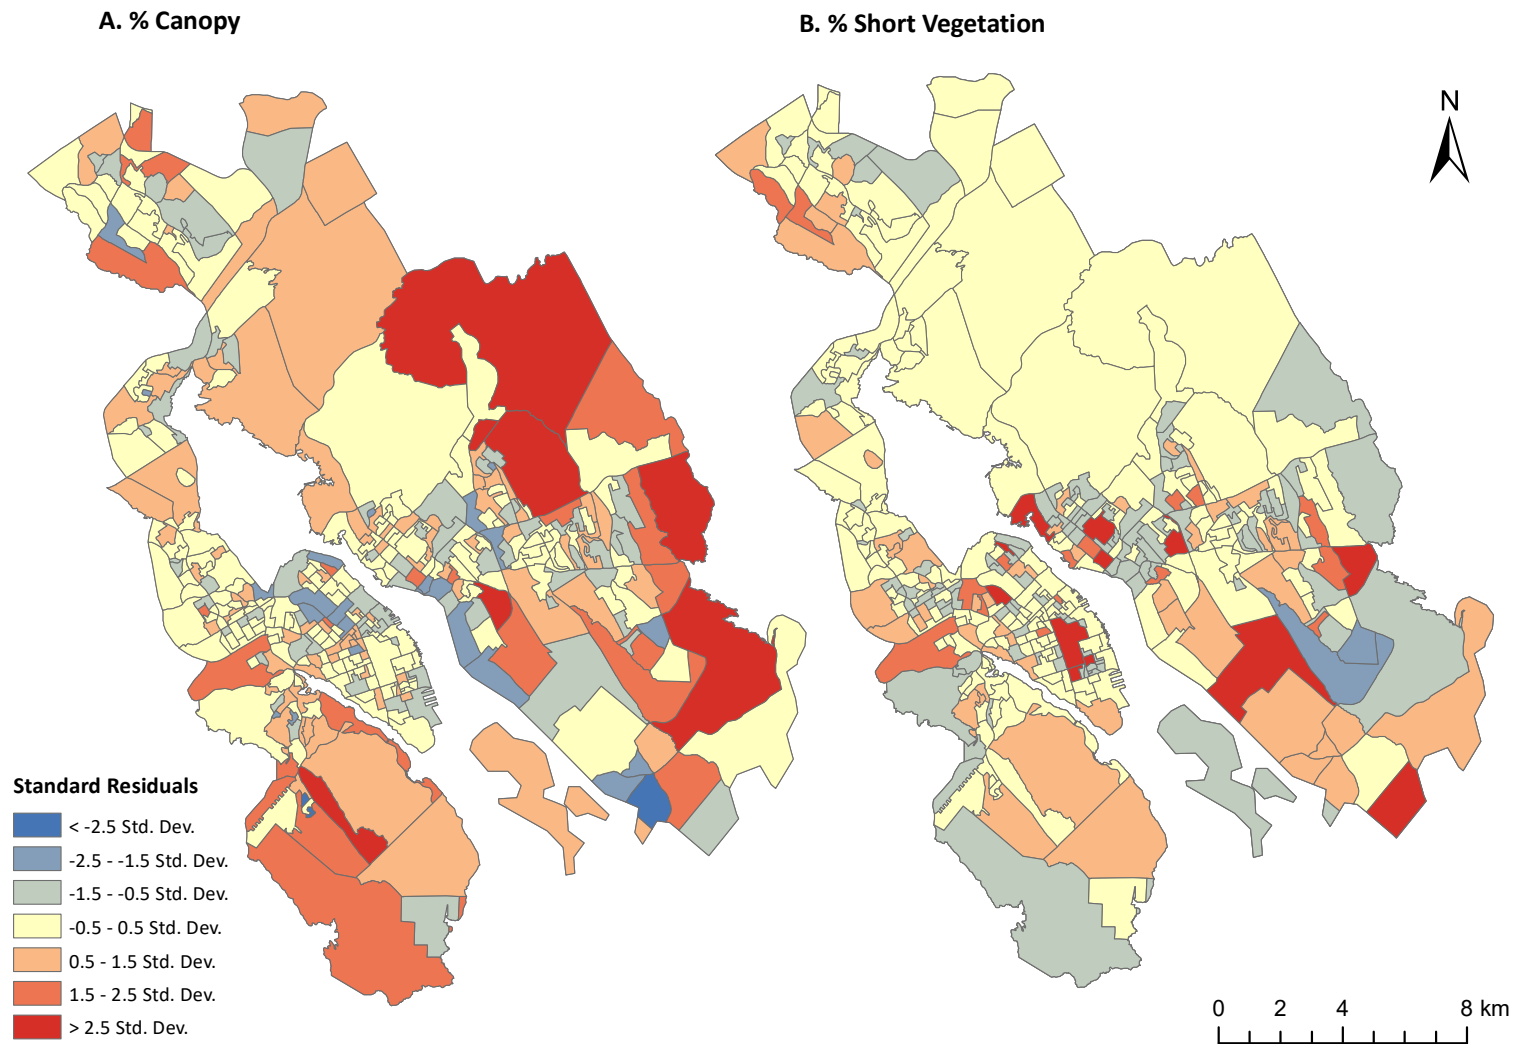 A. % Canopy
B. % Short Vegetation
N
Standard Residuals
< -2.5 Std. Dev.
-2.5 - -1.5 Std. Dev.
-1.5 - -0.5 Std. Dev.
-0.5 - 0.5 Std. Dev.
0.5 - 1.5 Std. Dev.
1.5 - 2.5 Std. Dev.
> 2.5 Std. Dev.
0 2 4 8 km